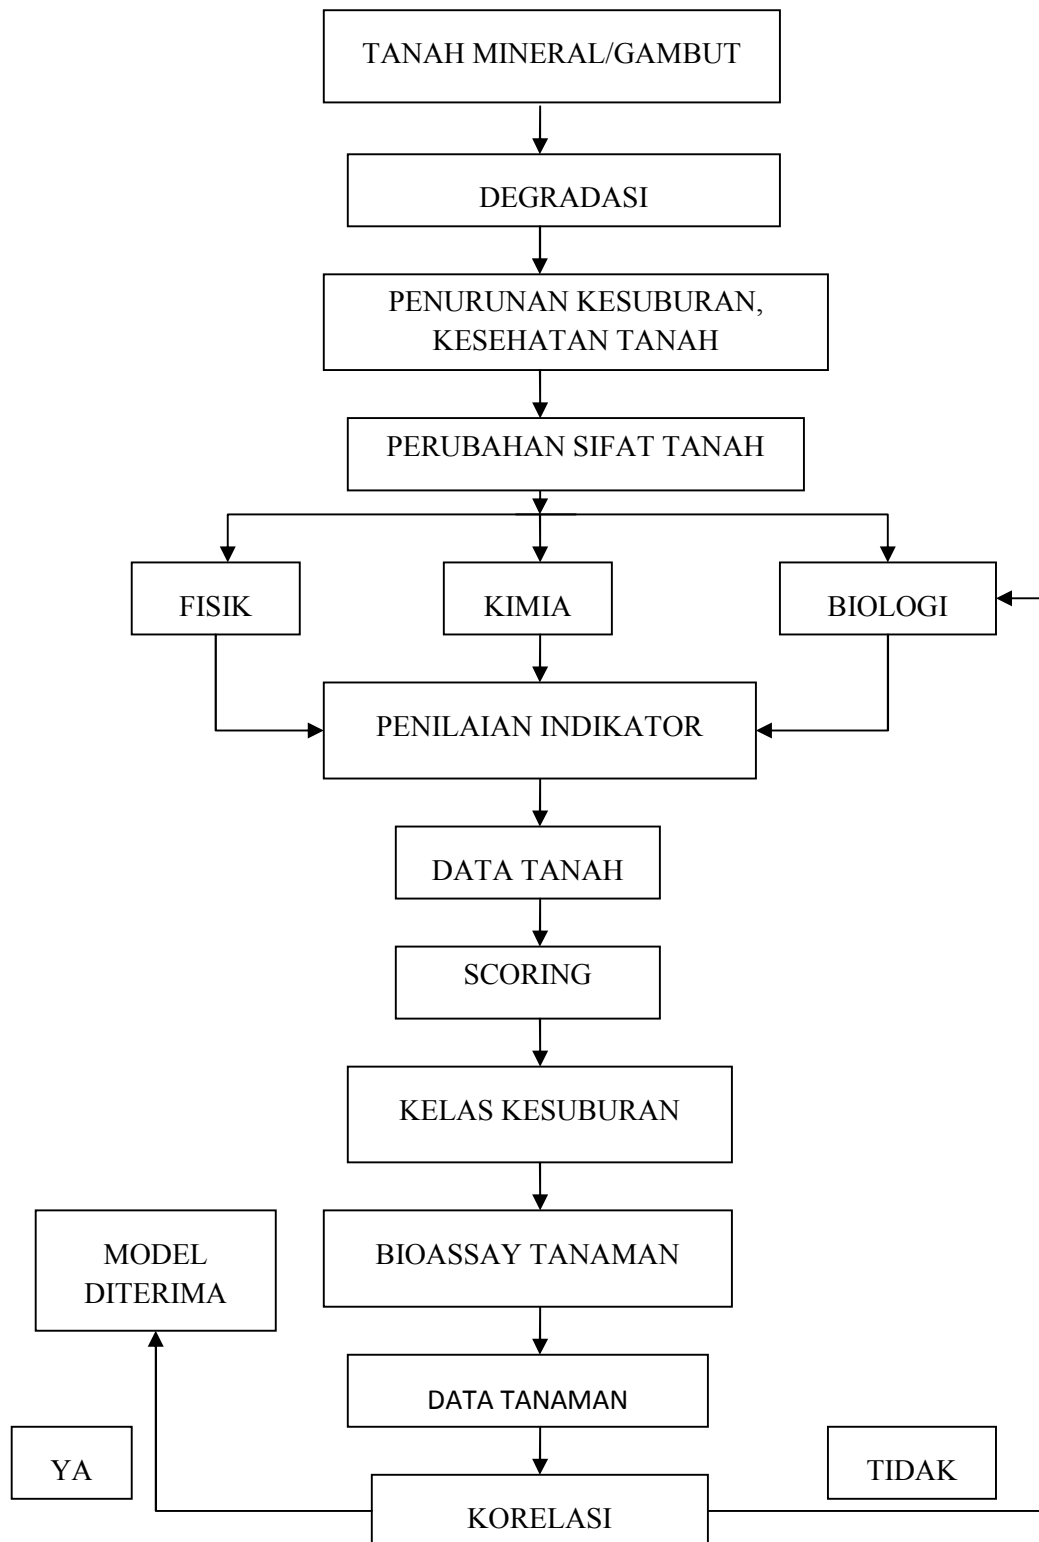 TANAH MINERAL/GAMBUT
DEGRADASI
PENURUNAN KESUBURAN,
KESEHATAN TANAH
PERUBAHAN SIFAT TANAH
FISIK
KIMIA
BIOLOGI
PENILAIAN INDIKATOR
DATA TANAH
SCORING
KELAS KESUBURAN
MODEL
DITERIMA
BIOASSAY TANAMAN
DATA TANAMAN
YA
TIDAK
KORELASI